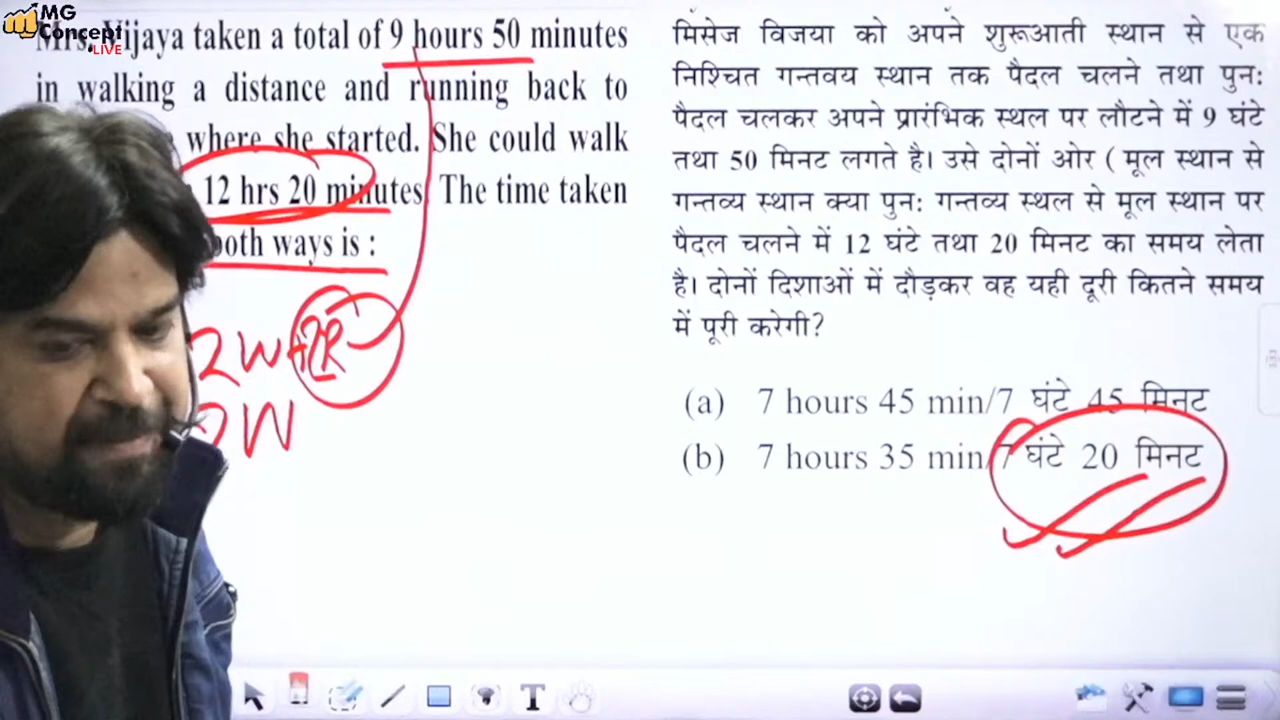 MG
Concept
.LIVE
Mrs. Vijaya taken a total of 9 hours 50 minutes
in walking a distance and running back to
where she started. She could walk
12 hrs 20 minutes. The time taken
both ways is :
2W+2R
2W
मिसेज विजया को अपने शुरूआती स्थान से एक
निश्चित गन्तवय स्थान तक पैदल चलने तथा पुन:
पैदल चलकर अपने प्रारंभिक स्थल पर लौटने में 9 घंटे
तथा 50 मिनट लगते है। उसे दोनों ओर ( मूल स्थान से
गन्तव्य स्थान क्या पुन: गन्तव्य स्थल से मूल स्थान पर
पैदल चलने में 12 घंटे तथा 20 मिनट का समय लेता
है। दोनों दिशाओं में दौड़कर वह यही दूरी कितने समय
में पूरी करेगी?
(a) 7 hours 45 min/7 घंटे 45 मिनट
(b) 7 hours 35 min/7 घंटे 20 मिनट
T